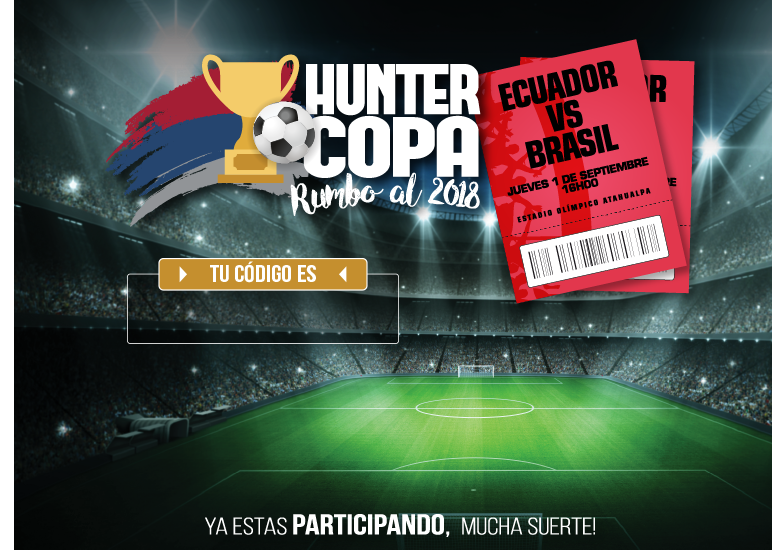 HUNTER
COPA
Rumbo al 2018
ECUADOR
VS
BRASIL
JUEVES 1 DE SEPTIEMBRE
16H00
ESTADIO OLÍMPICO ATAHUALPA
TU CÓDIGO ES
YA ESTAS PARTICIPANDO, MUCHA SUERTE!